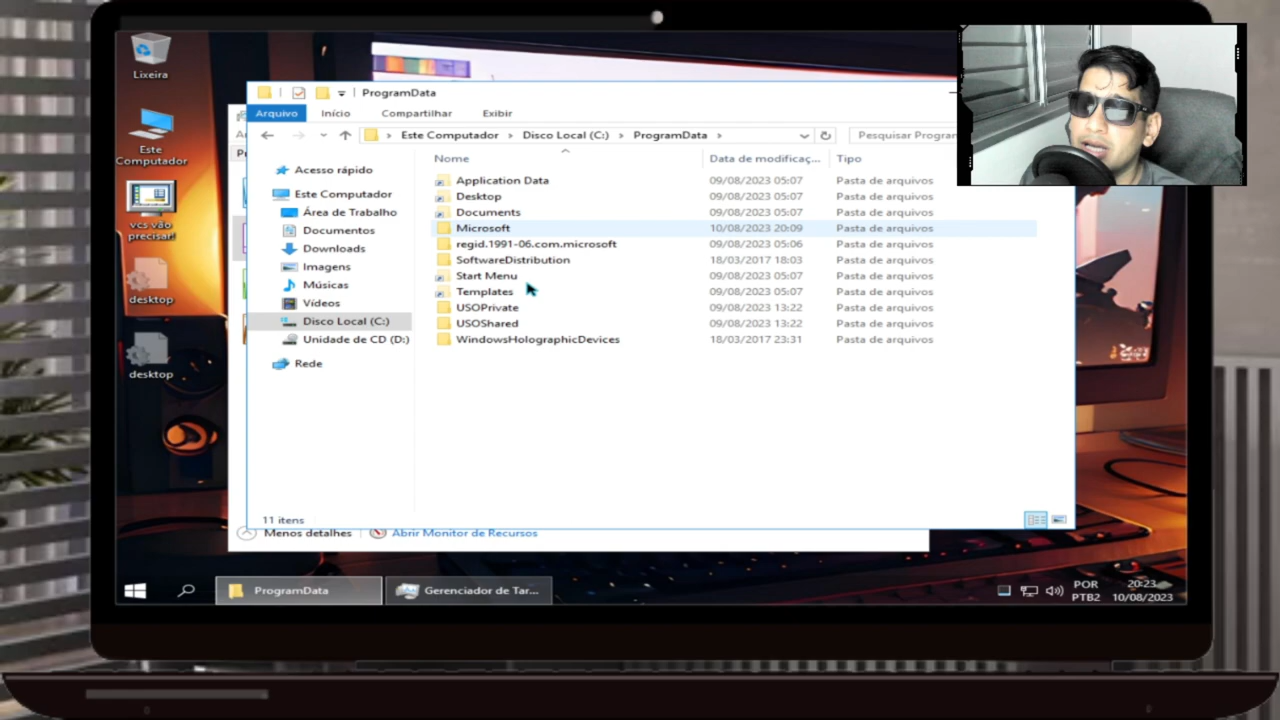 Lixeira
Este
Computador
vcs vão
precisar!
desktop
desktop
ProgramData
Arquivo Início Compartilhar Exibir
Este Computador Disco Local (C:) ProgramData
Pesquisar Program
Nome Data de modificaç... Tipo
Acesso rápido
Este Computador
Área de Trabalho
Documentos
Downloads
Imagens
Músicas
Vídeos
Disco Local (C:)
Unidade de CD (D:)
Rede
Application Data 09/08/2023 05:07 Pasta de arquivos
Desktop 09/08/2023 05:07 Pasta de arquivos
Documents 09/08/2023 05:07 Pasta de arquivos
Microsoft 10/08/2023 20:09 Pasta de arquivos
regid.1991-06.com.microsoft 09/08/2023 05:06 Pasta de arquivos
SoftwareDistribution 18/03/2017 18:03 Pasta de arquivos
Start Menu 09/08/2023 05:07 Pasta de arquivos
Templates 09/08/2023 05:07 Pasta de arquivos
USOPrivate 09/08/2023 13:22 Pasta de arquivos
USOShared 09/08/2023 13:22 Pasta de arquivos
WindowsHolographicDevices 18/03/2017 23:31 Pasta de arquivos
11 itens
Menos detalhes Abrir Monitor de Recursos
ProgramData Gerenciador de Tar...
POR
PTB2
20:23
10/08/2023